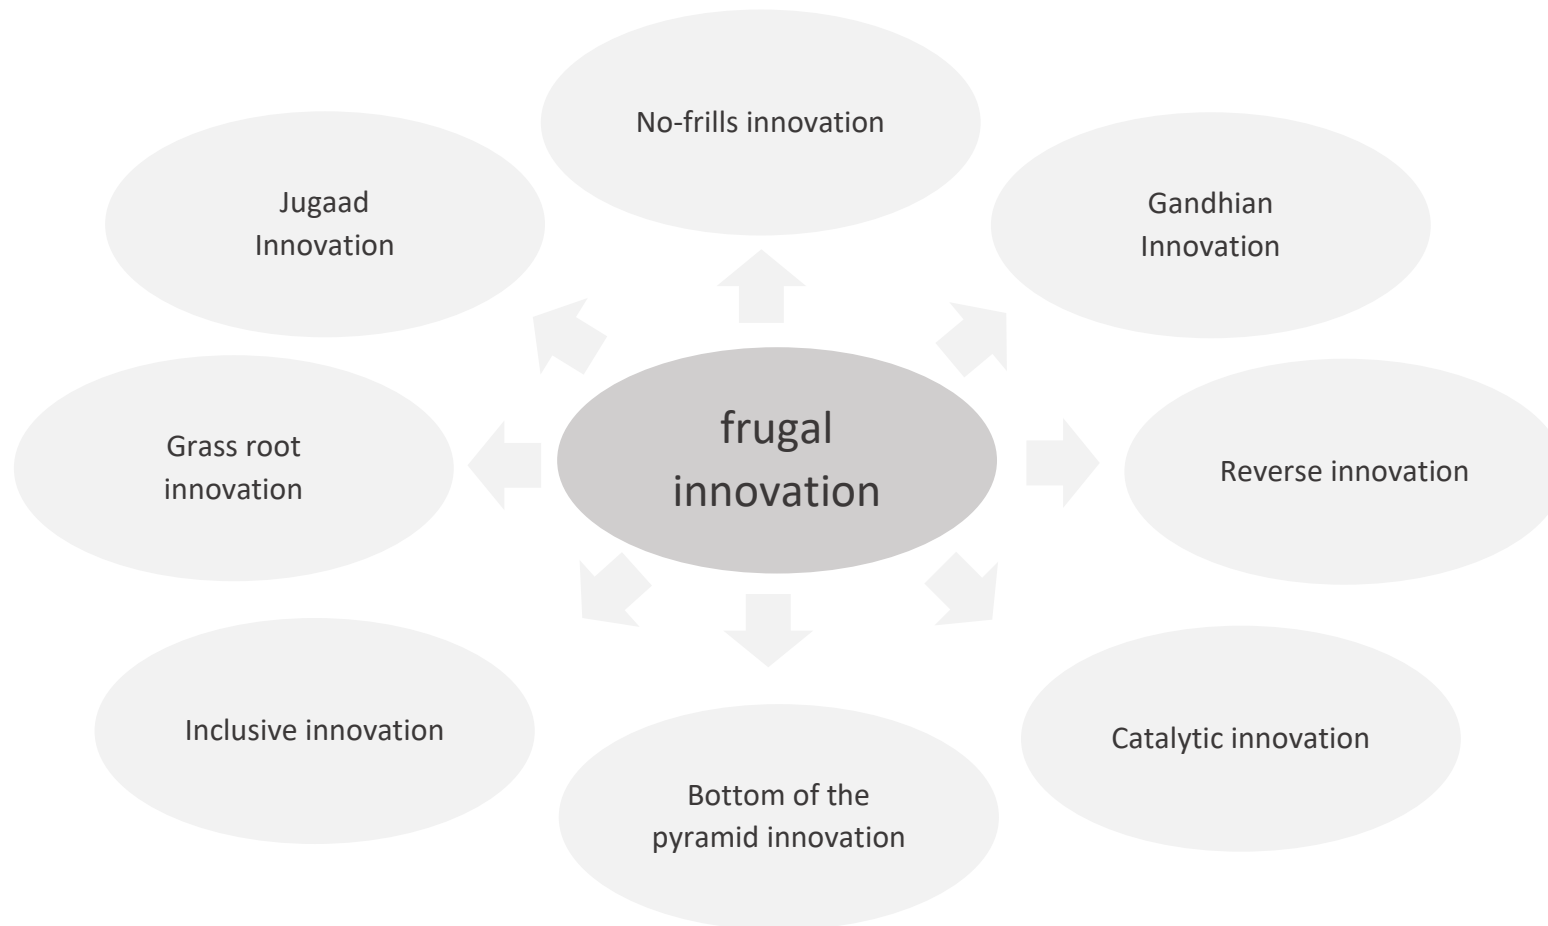 No-frills innovation
Jugaad
Innovation
Gandhian
Innovation
frugal
innovation
Grass root
innovation
Reverse innovation
Inclusive innovation
Catalytic innovation
Bottom of the
pyramid innovation